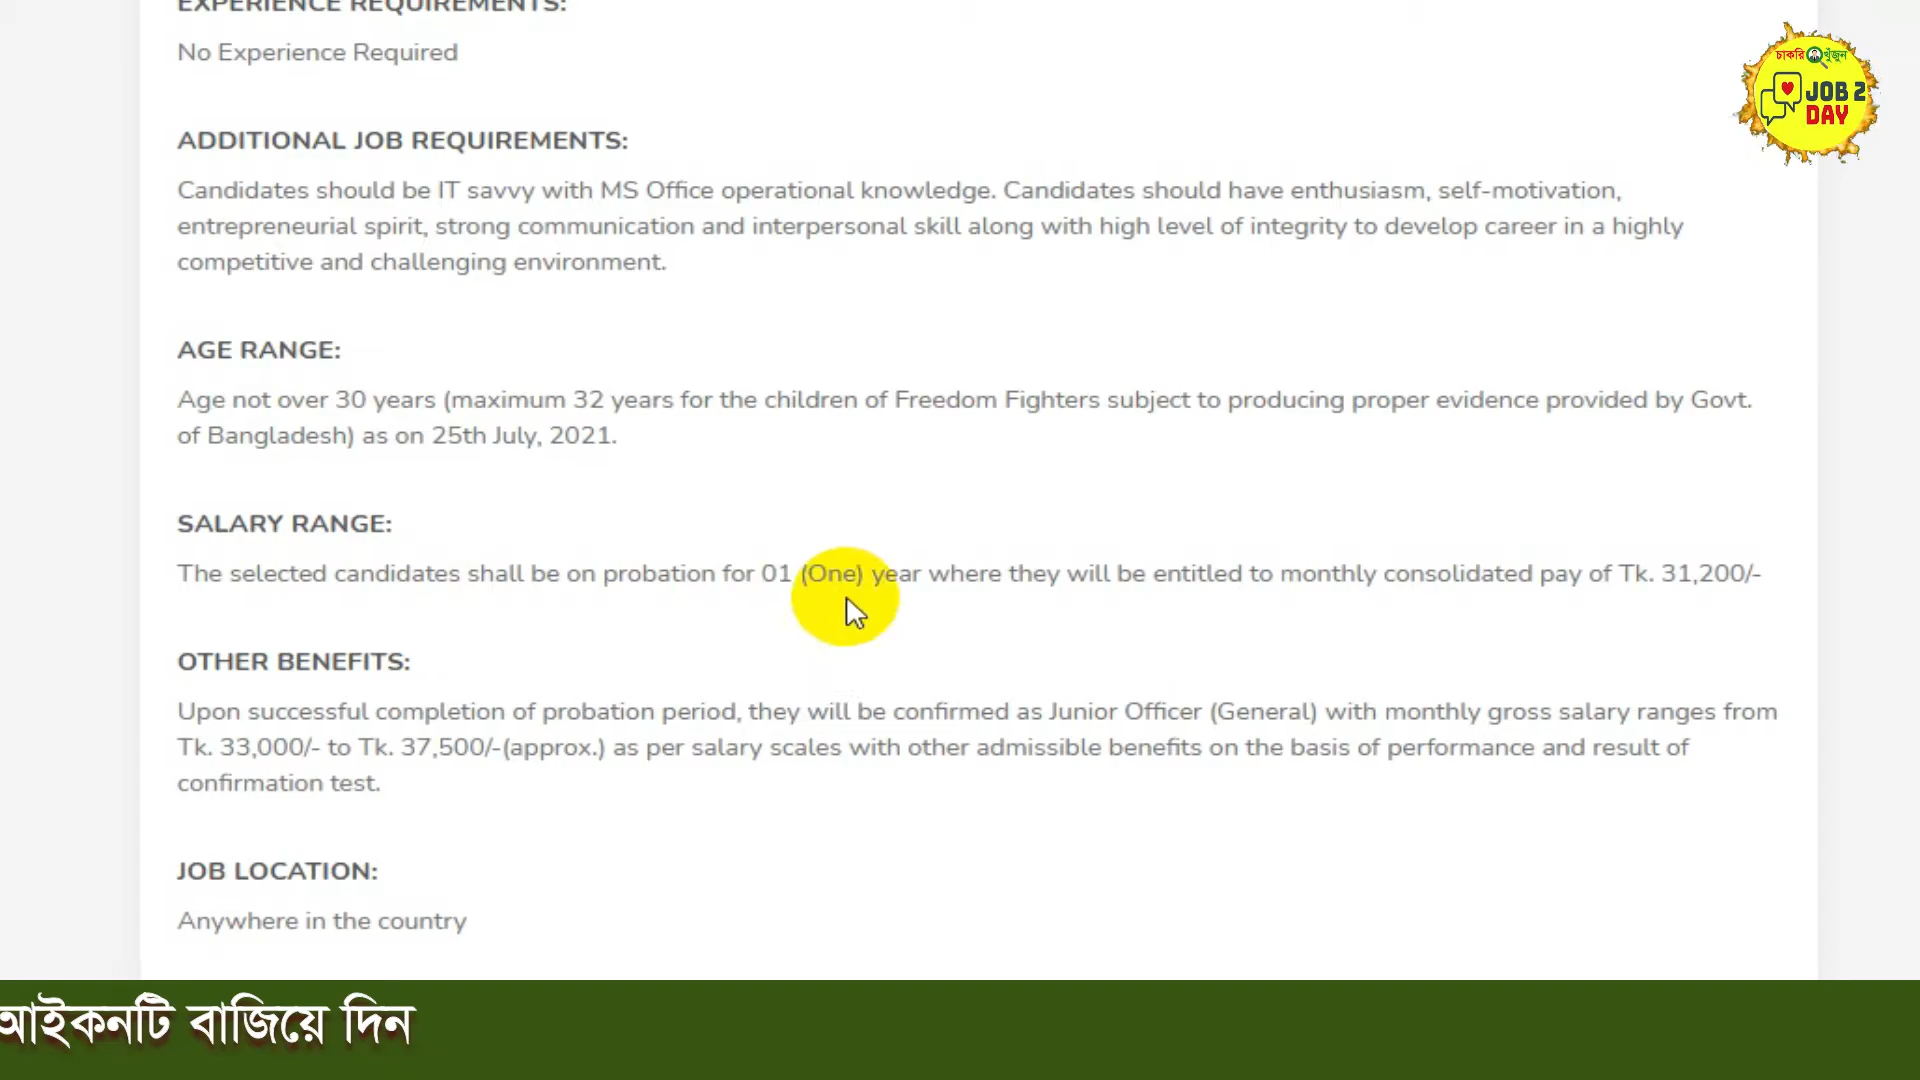 EXPERIENCE REQUIREMENTS:
No Experience Required
চাকরি খুঁজুন
JOB 2
DAY
ADDITIONAL JOB REQUIREMENTS:
Candidates should be IT savvy with MS Office operational knowledge. Candidates should have enthusiasm, self-motivation,
entrepreneurial spirit, strong communication and interpersonal skill along with high level of integrity to develop career in a highly
competitive and challenging environment.
AGE RANGE:
Age not over 30 years (maximum 32 years for the children of Freedom Fighters subject to producing proper evidence provided by Govt.
of Bangladesh) as on 25th July, 2021.
SALARY RANGE:
The selected candidates shall be on probation for 01 (One) year where they will be entitled to monthly consolidated pay of Tk. 31,200/-
OTHER BENEFITS:
Upon successful completion of probation period, they will be confirmed as Junior Officer (General) with monthly gross salary ranges from
Tk. 33,000/- to Tk. 37,500/-(approx.) as per salary scales with other admissible benefits on the basis of performance and result of
confirmation test.
JOB LOCATION:
Anywhere in the country
আইকনটি বাজিয়ে দিন